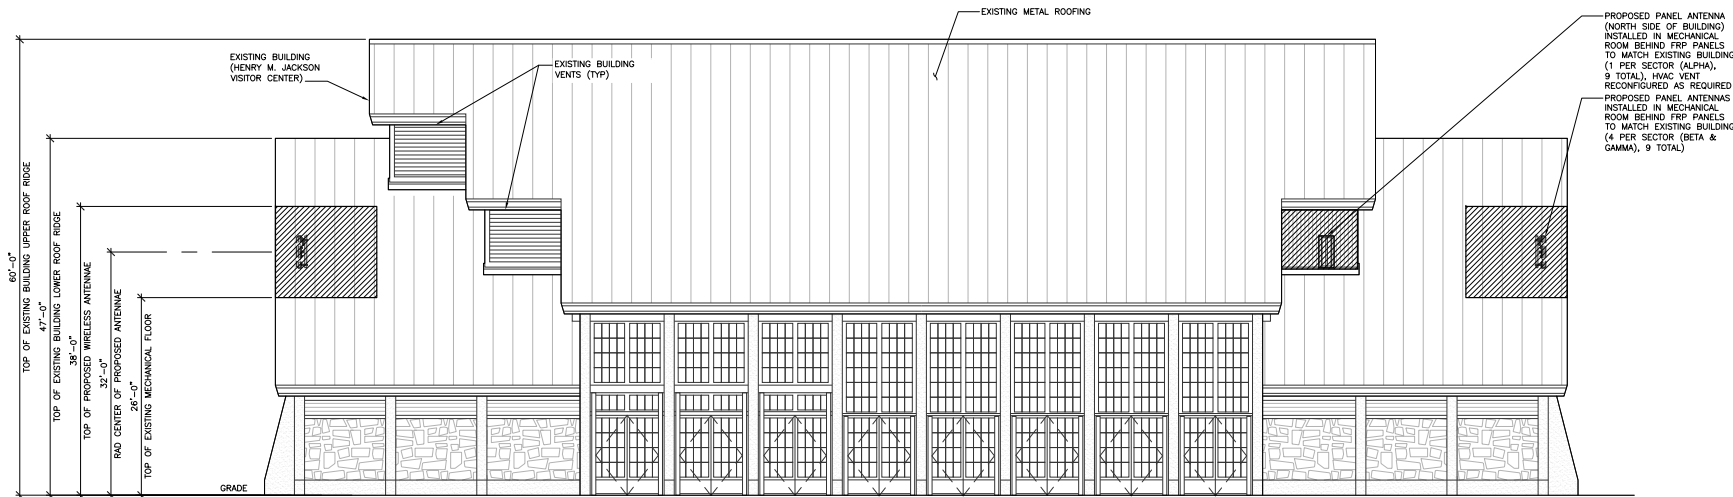 EXISTING METAL ROOFING
EXISTING BUILDING
(HENRY M. JACKSON
VISITOR CENTER)
EXISTING BUILDING
VENTS (TYP)
PROPOSED PANEL ANTENNA
(NORTH SIDE OF BUILDING)
INSTALLED IN MECHANICAL
ROOM BEHIND FRP PANELS
TO MATCH EXISTING BUILDING
(1 PER SECTOR (ALPHA),
9 TOTAL), HVAC VENT
RECONFIGURED AS REQUIRED
PROPOSED PANEL ANTENNAS
INSTALLED IN MECHANICAL
ROOM BEHIND FRP PANELS
TO MATCH EXISTING BUILDING
(4 PER SECTOR (BETA &
GAMMA), 9 TOTAL)
60'-0"
TOP OF EXISTING BUILDING UPPER ROOF RIDGE
47'-0"
TOP OF EXISTING BUILDING LOWER ROOF RIDGE
38'-0"
TOP OF PROPOSED WIRELESS ANTENNAE
32'-0"
RAD CENTER OF PROPOSED ANTENNAE
26'-0"
TOP OF EXISTING MECHANICAL FLOOR
GRADE